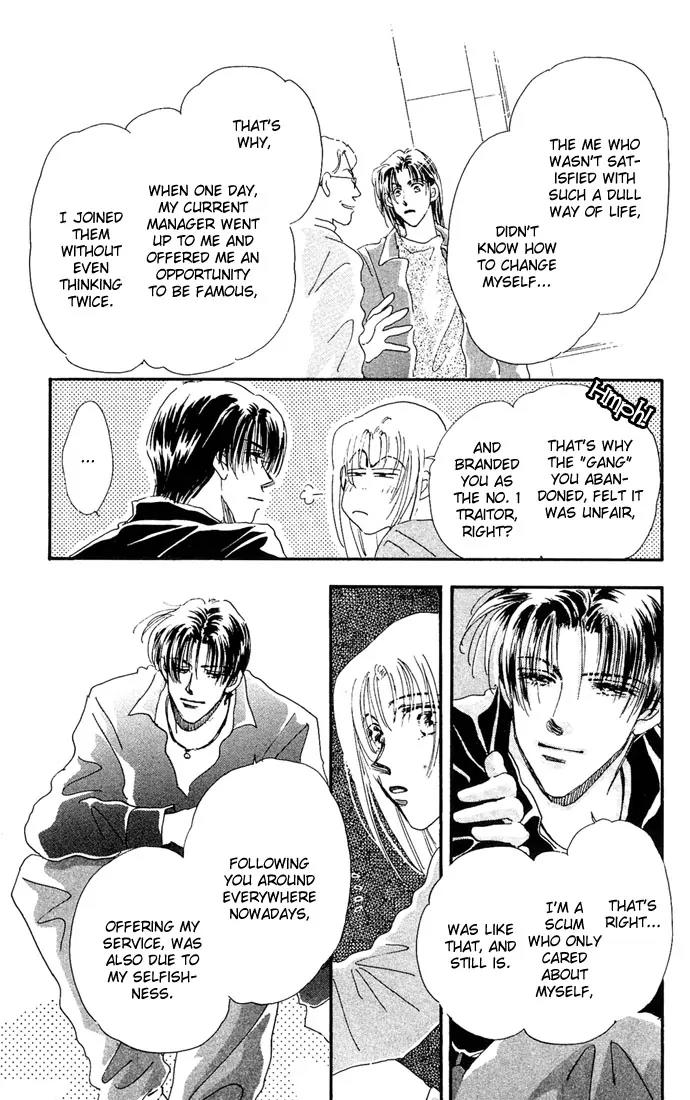 THE ME WHO
WASN'T SAT-
ISFIED WITH
SUCH A DULL
WAY OF LIFE,
DIDN'T
KNOW HOW
TO CHANGE
MYSELF...
THAT'S
WHY,
WHEN ONE DAY,
MY CURRENT
MANAGER WENT
UP TO ME AND
OFFERED ME AN
OPPORTUNITY
TO BE FAMOUS,
I JOINED
THEM
WITHOUT
EVEN
THINKING
TWICE.
Hmph!
THAT'S WHY
THE "GANG"
YOU ABAN-
DONED, FELT IT
WAS UNFAIR,
AND
BRANDED
YOU AS
THE NO. 1
TRAITOR,
RIGHT?
...
THAT'S
RIGHT...
I'M A
SCUM
WHO ONLY
CARED
ABOUT
MYSELF,
WAS LIKE
THAT, AND
STILL IS.
FOLLOWING
YOU AROUND
EVERYWHERE
NOWADAYS,
OFFERING MY
SERVICE, WAS
ALSO DUE TO
MY SELFISH-
NESS.